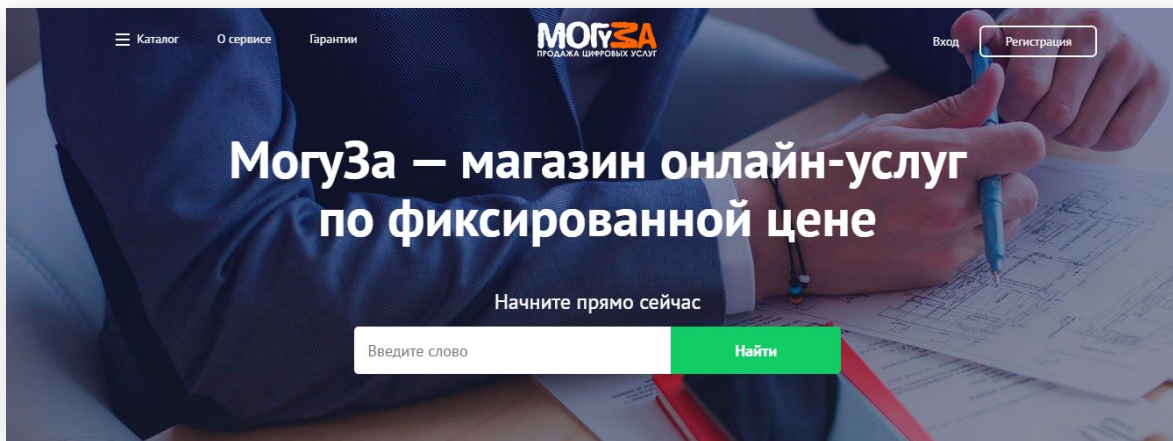 Каталог О сервисе Гарантии МОГУЗА Вход Регистрация
ПРОДАЖА ЦИФРОВЫХ УСЛУГ
МогуЗа — магазин онлайн-услуг
по фиксированной цене
Начните прямо сейчас
Введите слово Найти